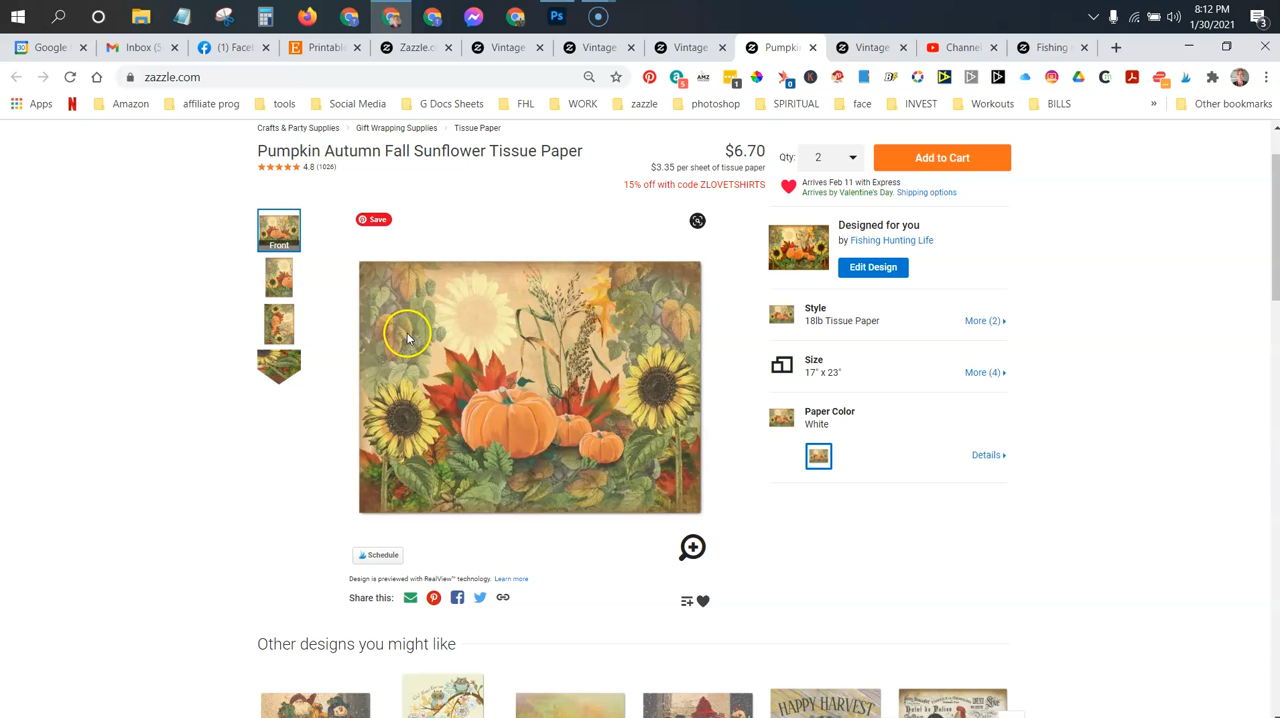 8:12 PM
1/30/2021
Google
Inbox (5
(1) Face
Printable
Zazzle.c
Vintage
Vintage
Vintage
Pumpki
Vintage
Channe
Fishing
zazzle.com
Apps
Amazon
affiliate prog
tools
Social Media
G Docs Sheets
FHL
WORK
zazzle
photoshop
SPIRITUAL
face
INVEST
Workouts
BILLS
»
Other bookmarks
Crafts & Party Supplies
Gift Wrapping Supplies
Tissue Paper
Pumpkin Autumn Fall Sunflower Tissue Paper
$6.70
4.8 (1026)
$3.35 per sheet of tissue paper
15% off with code ZLOVETSHIRTS
Qty:
2
Add to Cart
Arrives Feb 11 with Express
Arrives by Valentine's Day. Shipping options
Save
Front
Designed for you
by Fishing Hunting Life
Edit Design
Style
18lb Tissue Paper
More (2)
Size
17" x 23"
More (4)
Paper Color
White
Details
Schedule
Design is previewed with RealView™ technology. Learn more
Share this:
Other designs you might like
HAPPY HARVEST